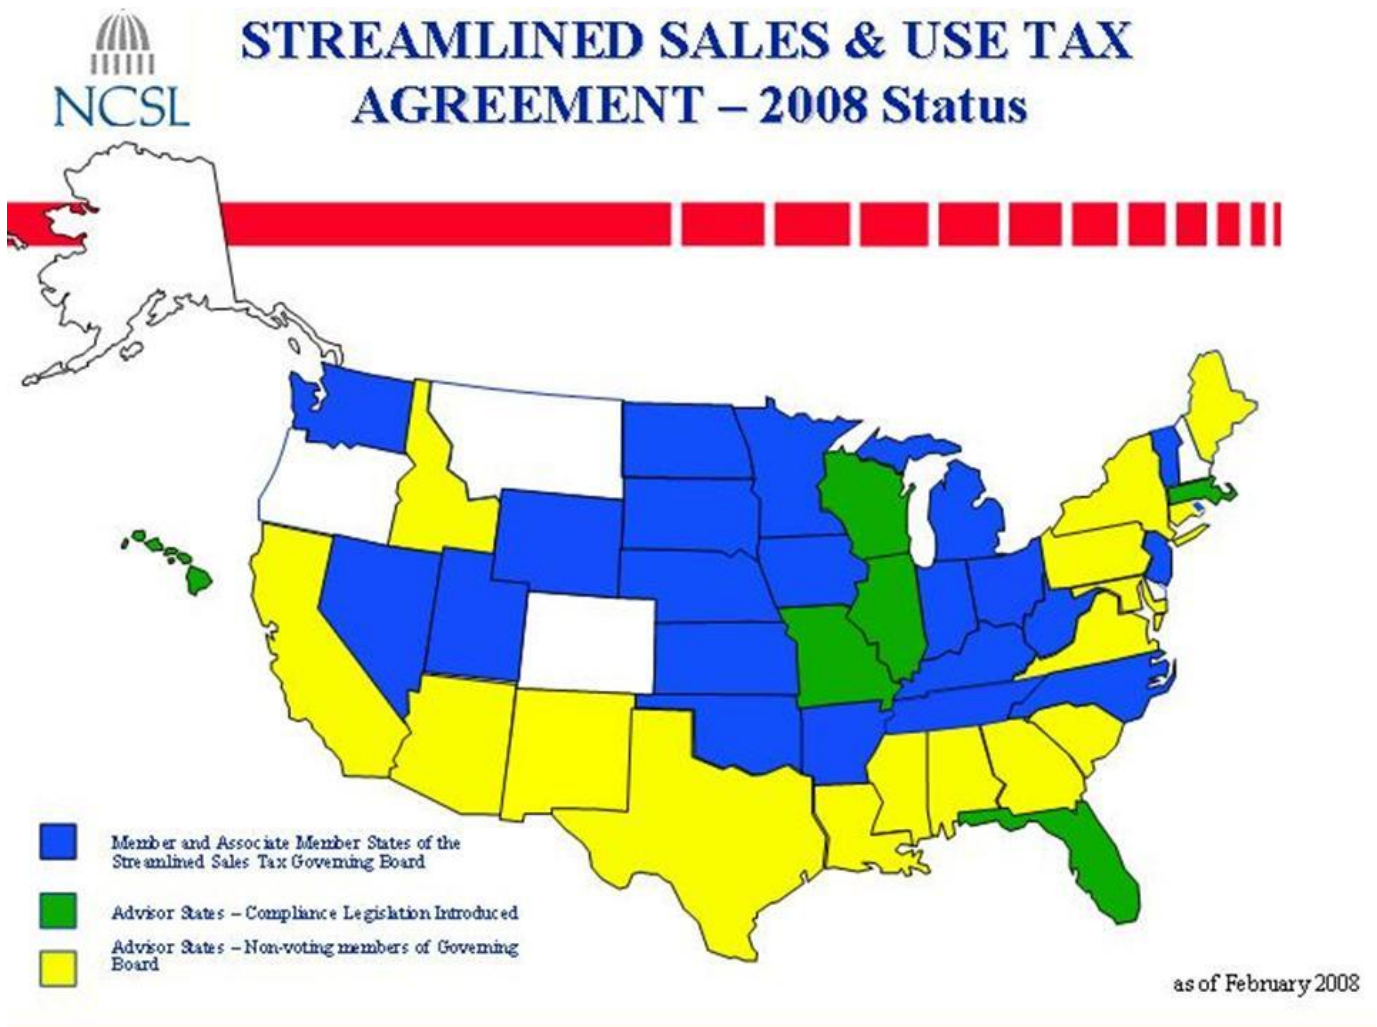 NCSL
STREAMLINED SALES & USE TAX
AGREEMENT – 2008 Status
Member and Associate Member States of the
Streamlined Sales Tax Governing Board
Advisor States – Compliance Legislation Introduced
Advisor States – Non-voting members of Governing
Board
as of February 2008